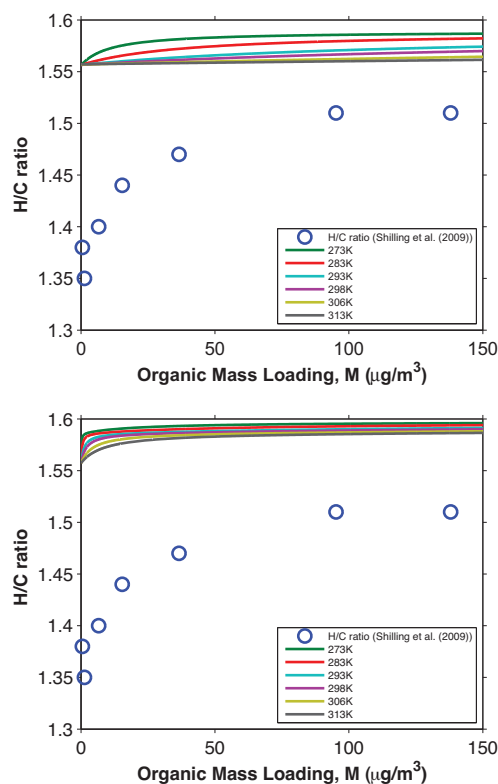 1.6
1.55
1.5
1.45
1.4
1.35
1.3
H/C ratio
H/C ratio (Shilling et al. (2009))
273K
283K
293K
298K
306K
313K
0 50 100 150
Organic Mass Loading, M (µg/m³)
1.6
1.55
1.5
1.45
1.4
1.35
1.3
H/C ratio
H/C ratio (Shilling et al. (2009))
273K
283K
293K
298K
306K
313K
0 50 100 150
Organic Mass Loading, M (µg/m³)